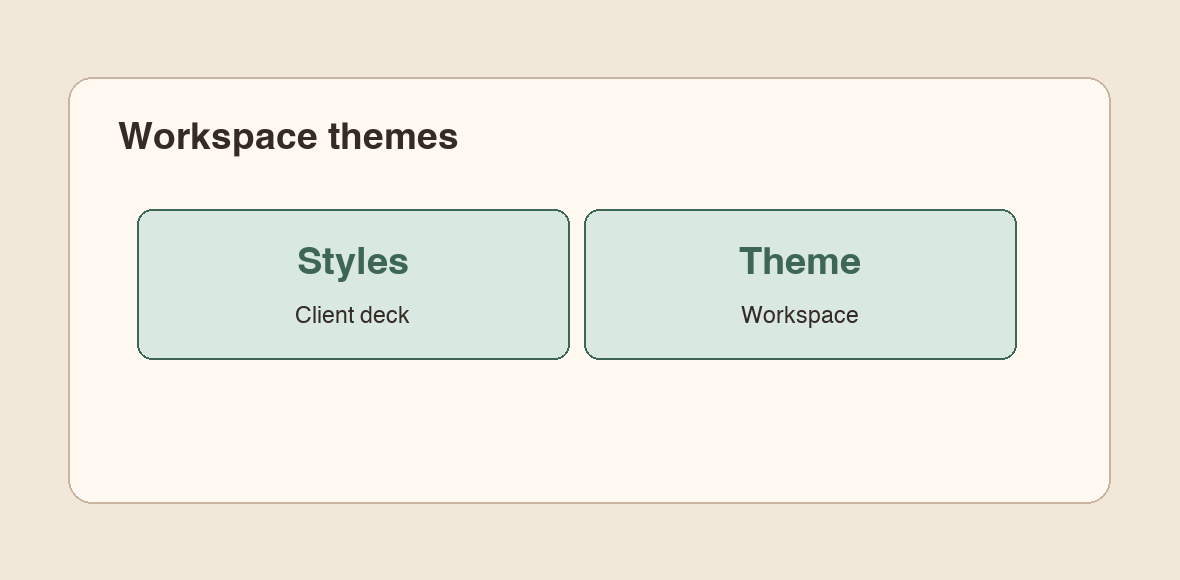 Workspace themes
Styles
Client deck
Theme
Workspace